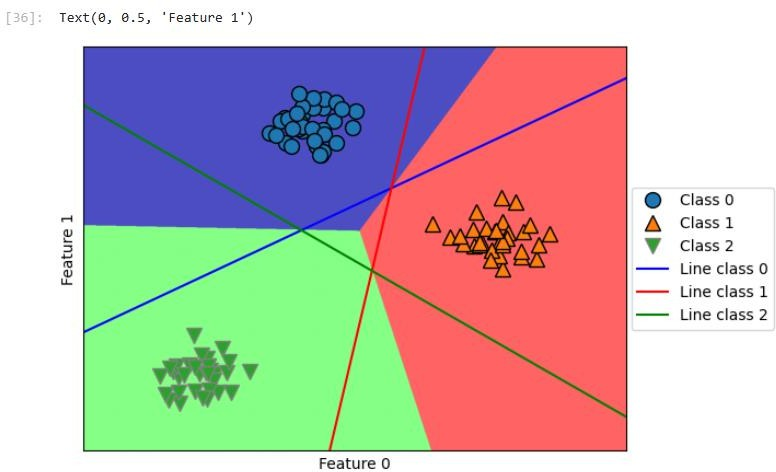 [36]: Text(0, 0.5, 'Feature 1')
Feature 1
Class 0
Class 1
Class 2
Line class 0
Line class 1
Line class 2
Feature 0